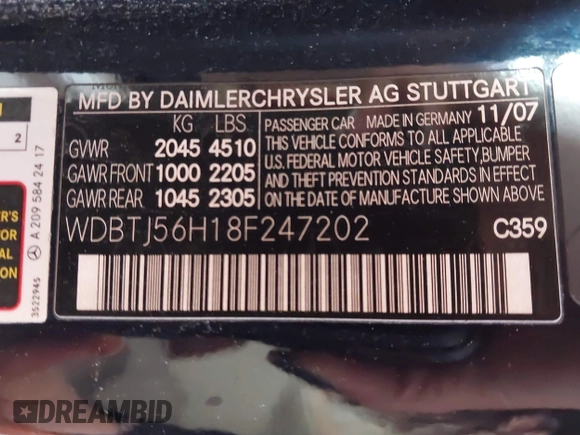 MFD BY DAIMLERCHRYSLER AG STUTTGART
KG LBS
GVWR 2045 4510
GAWR FRONT 1000 2205
GAWR REAR 1045 2305
PASSENGER CAR MADE IN GERMANY 11/07
THIS VEHICLE CONFORMS TO ALL APPLICABLE
U.S. FEDERAL MOTOR VEHICLE SAFETY, BUMPER
AND THEFT PREVENTION STANDARDS IN EFFECT
ON THE DATE OF MANUFACTURE SHOWN ABOVE
WDBTJ56H18F247202 C359
2
A 209 584 24 17
3522945
DREAMBID